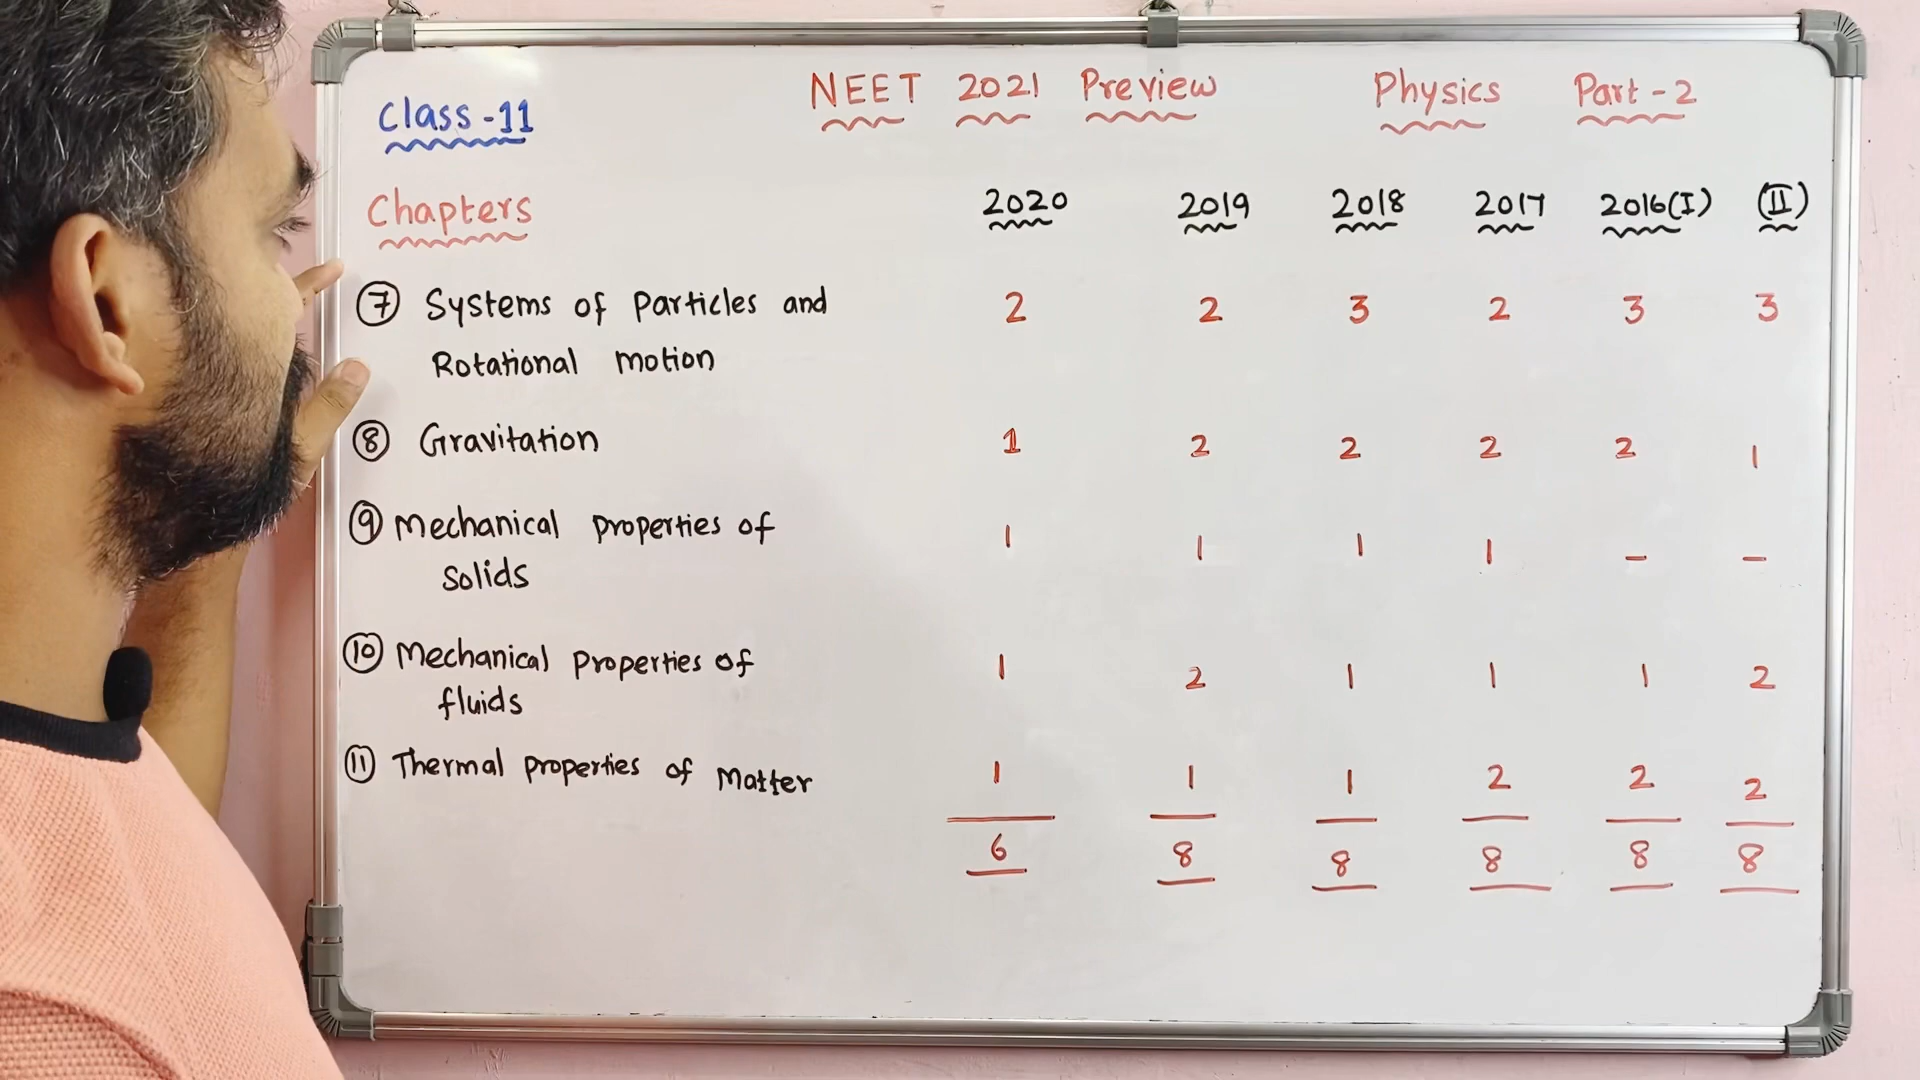 NEET 2021 Preview Physics Part-2
Class-11
Chapters 2020 2019 2018 2017 2016(I) (II)
7 Systems of Particles and 2 2 3 2 3 3
Rotational motion
8 Gravitation 1 2 2 2 2 1
9 Mechanical properties of 1 1 1 1 - -
solids
10 Mechanical properties of 1 2 1 1 1 2
fluids
11 Thermal properties of Matter 1 1 1 2 2 2
6 8 8 8 8 8